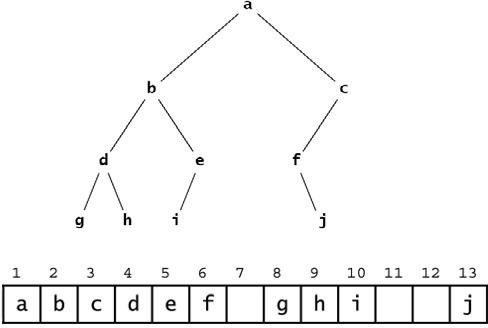 a
b c
d e f
g h i j
1 2 3 4 5 6 7 8 9 10 11 12 13
a b c d e f g h i j